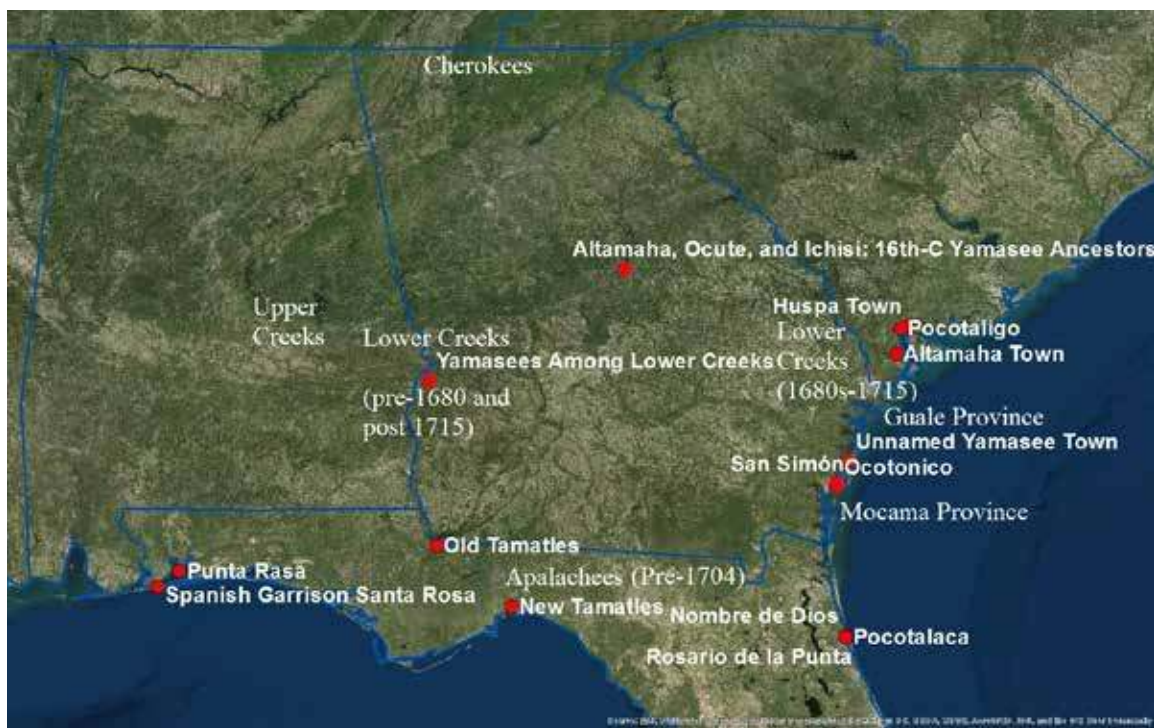 Cherokees
Altamaha, Ocute, and Ichisi: 16th-C Yamasee Ancestors
Upper
Creeks
Lower Creeks
Yamasees Among Lower Creeks
(pre-1680 and
post 1715)
Huspa Town
Pocotaligo
Lower
Creeks
(1680s-1715)
Altamaha Town
Guale Province
Unnamed Yamasee Town
San Simón
Ocotonico
Mocama Province
Old Tamatles
Apalachees (Pre-1704)
Punta Rasa
Spanish Garrison Santa Rosa
New Tamatles
Nombre de Dios
Pocotalaca
Rosario de la Punta